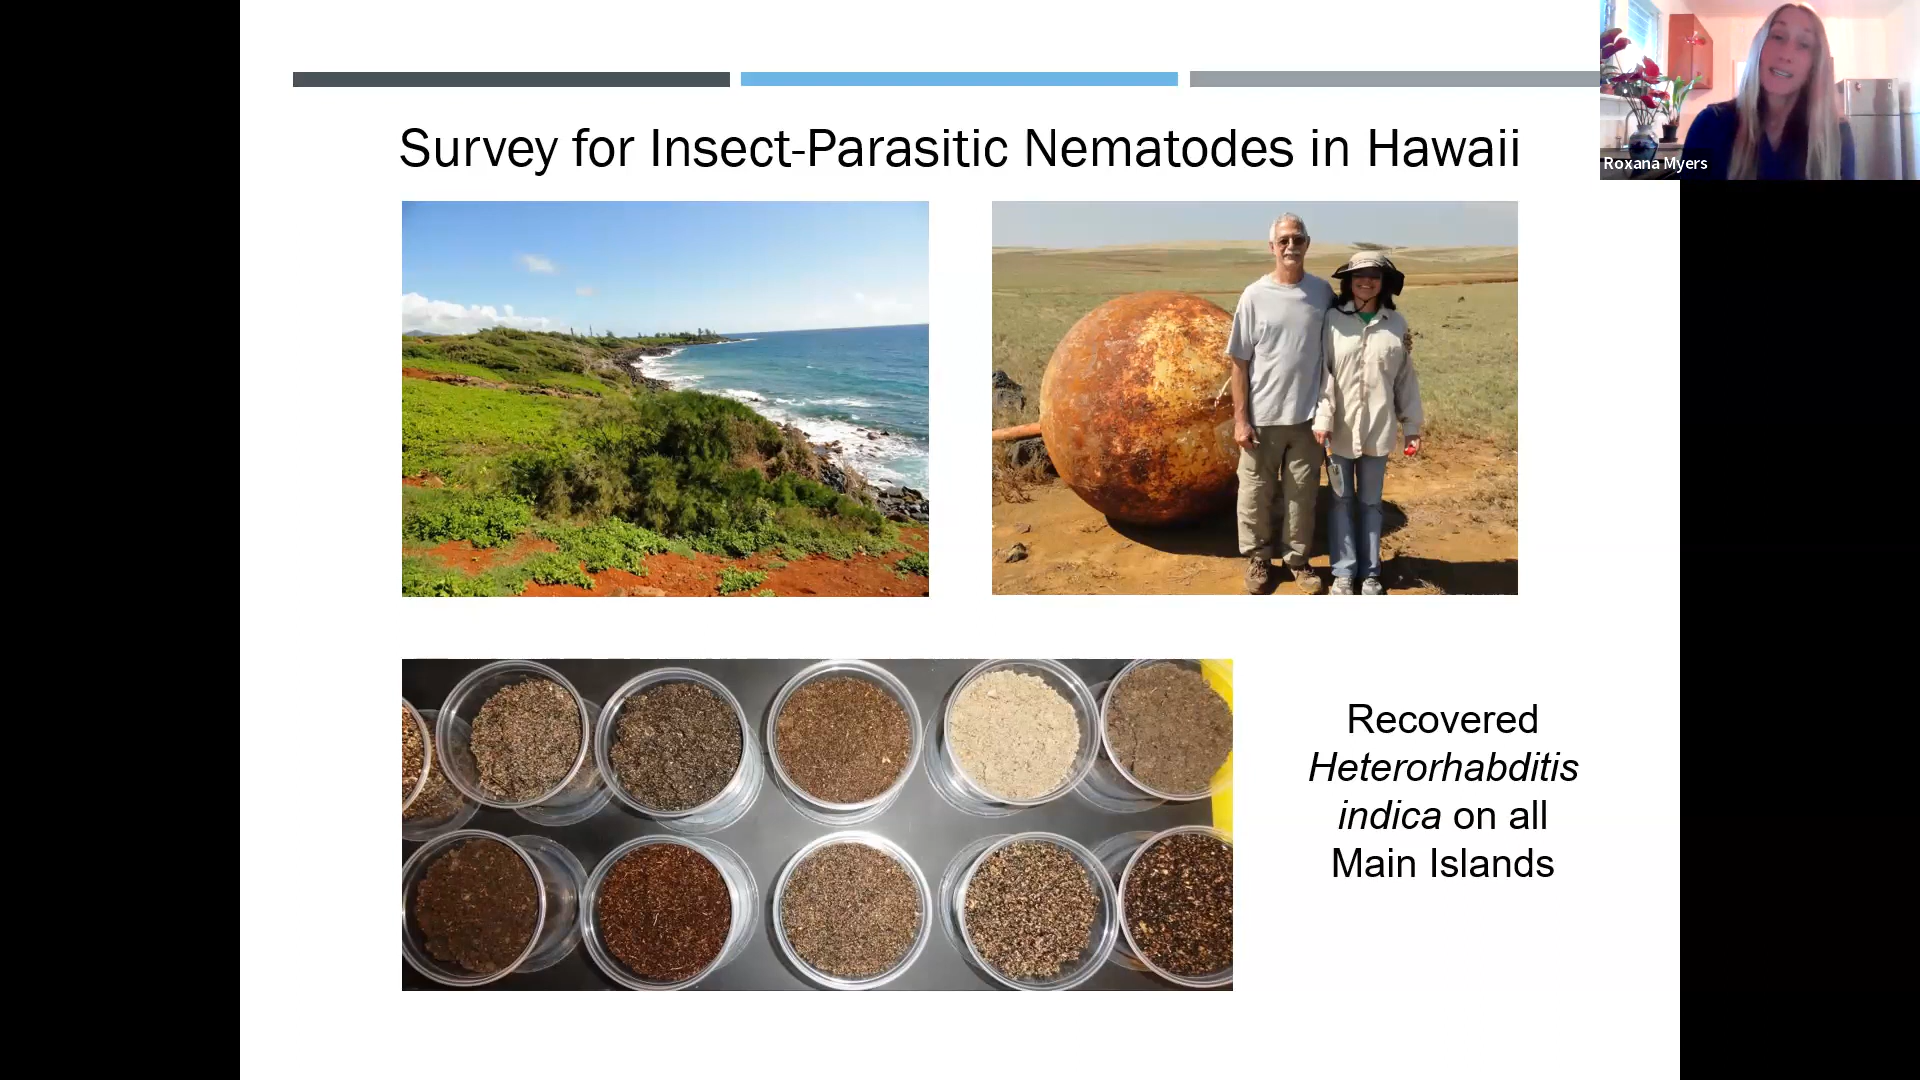 Survey for Insect-Parasitic Nematodes in Hawaii
Roxana Myers
Recovered
Heterorhabditis
indica on all
Main Islands